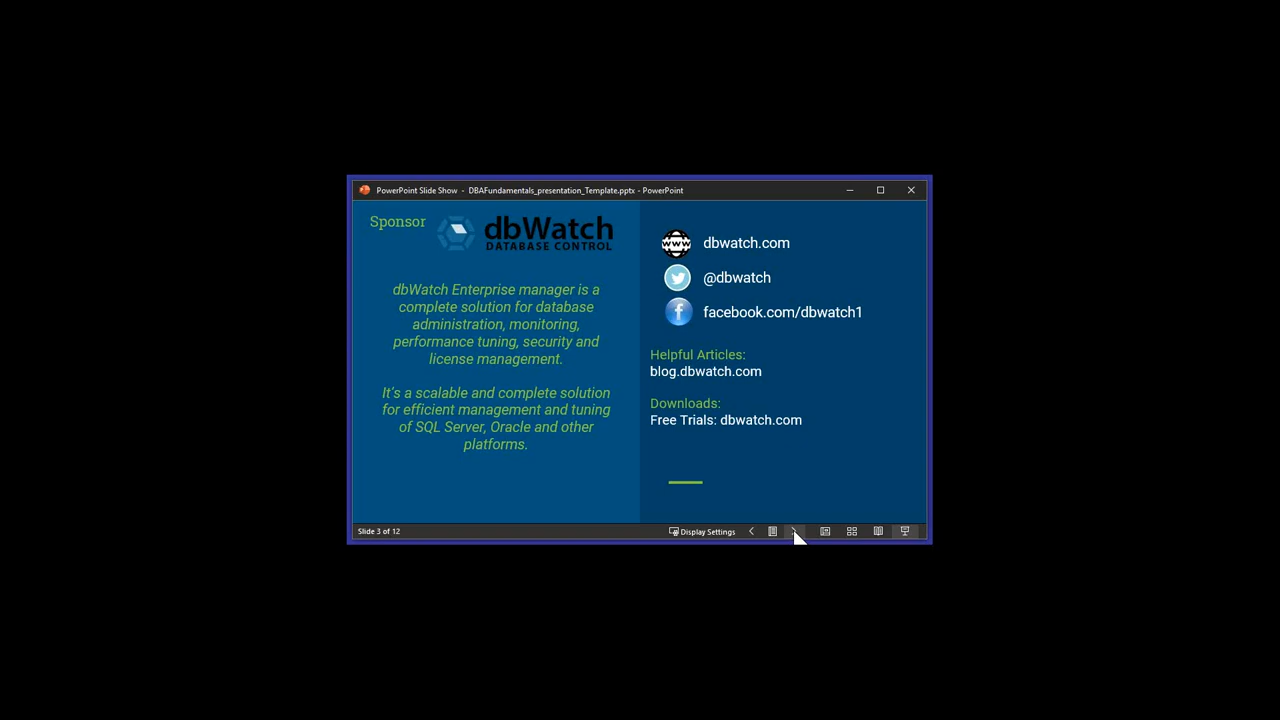 PowerPoint Slide Show - DBAFundamentals_presentation_Template.pptx - PowerPoint
Sponsor
dbWatch
DATABASE CONTROL
dbWatch Enterprise manager is a
complete solution for database
administration, monitoring,
performance tuning, security and
license management.
It's a scalable and complete solution
for efficient management and tuning
of SQL Server, Oracle and other
platforms.
www
dbwatch.com
@dbwatch
facebook.com/dbwatch1
Helpful Articles:
blog.dbwatch.com
Downloads:
Free Trials: dbwatch.com
Slide 3 of 12
Display Settings